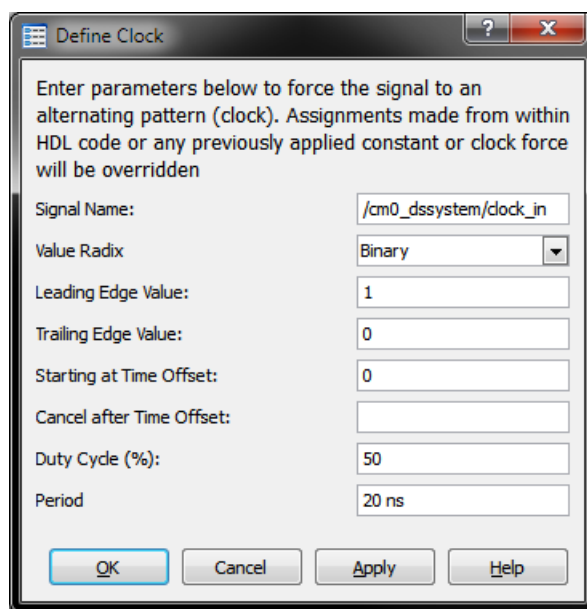 Define Clock
?
X
Enter parameters below to force the signal to an
alternating pattern (clock). Assignments made from within
HDL code or any previously applied constant or clock force
will be overridden
Signal Name: /cm0_dssystem/clock_in
Value Radix Binary
Leading Edge Value: 1
Trailing Edge Value: 0
Starting at Time Offset: 0
Cancel after Time Offset:
Duty Cycle (%): 50
Period 20 ns
OK Cancel Apply Help